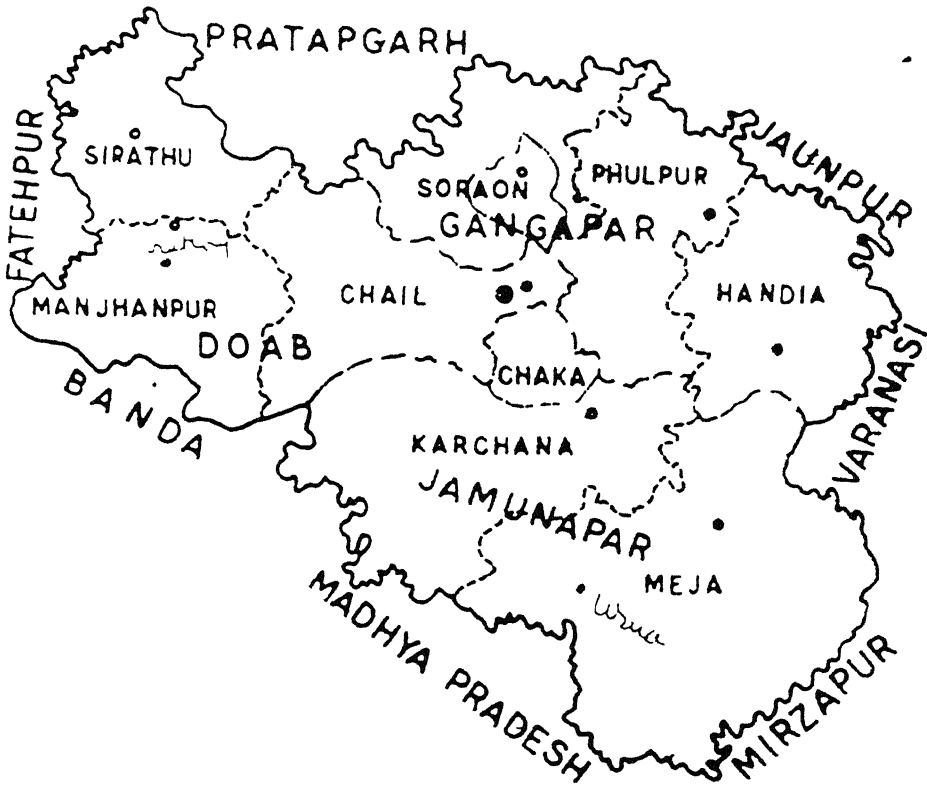 PRATAPGARH
FATEHPUR
SIRATHU
SORAON
PHULPUR
JAUNPUR
GANGAPAR
MANJHANPUR
CHAIL
HANDIA
DOAB
CHAKA
BANDA
KARCHANA
VARANASI
JAMUNAPAR
MEJA
Urua
MADHYA PRADESH
MIRZAPUR